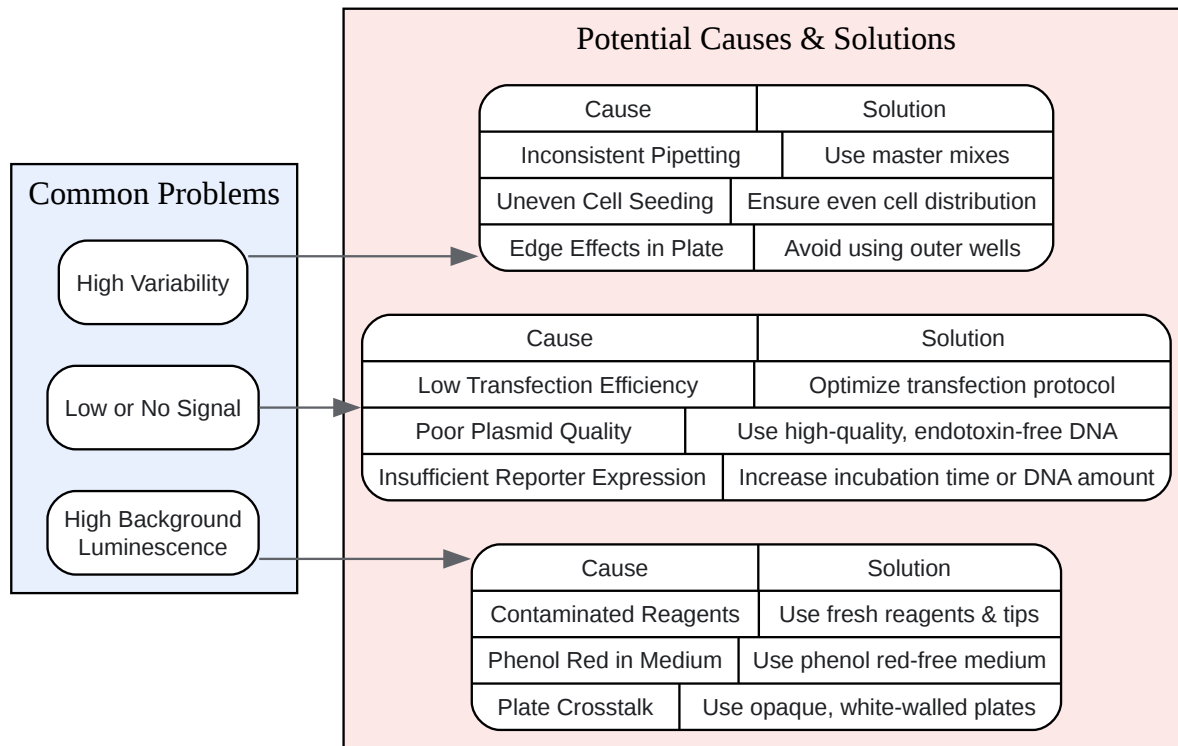 Common Problems
High Variability
Low or No Signal
High Background
Luminescence
Potential Causes & Solutions
Cause Solution
Inconsistent Pipetting Use master mixes
Uneven Cell Seeding Ensure even cell distribution
Edge Effects in Plate Avoid using outer wells
Cause Solution
Low Transfection Efficiency Optimize transfection protocol
Poor Plasmid Quality Use high-quality, endotoxin-free DNA
Insufficient Reporter Expression Increase incubation time or DNA amount
Cause Solution
Contaminated Reagents Use fresh reagents & tips
Phenol Red in Medium Use phenol red-free medium
Plate Crosstalk Use opaque, white-walled plates